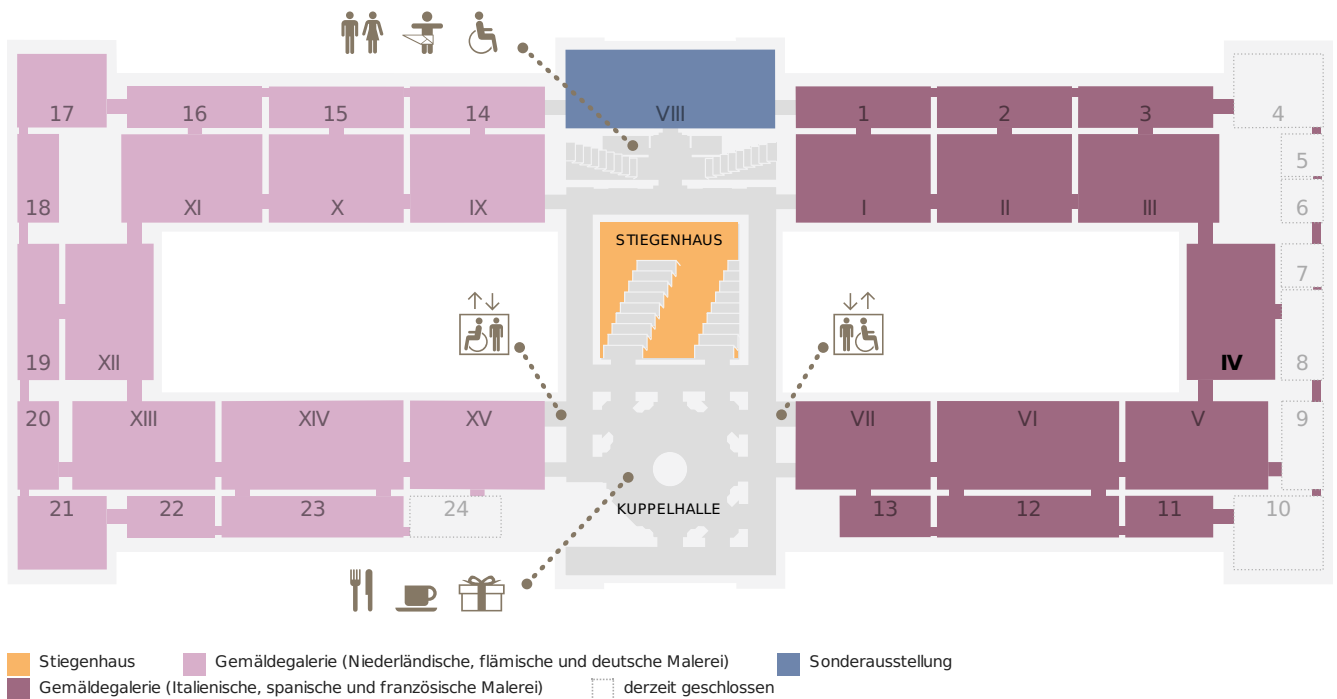 17
16
15
14
VIII
1
2
3
4
5
18
XI
X
IX
I
II
III
6
STIEGENHAUS
7
19
XII
IV
8
20
XIII
XIV
XV
VII
VI
V
9
21
22
23
24
KUPPELHALLE
13
12
11
10
Stiegenhaus
Gemäldegalerie (Niederländische, flämische und deutsche Malerei)
Sonderausstellung
Gemäldegalerie (Italienische, spanische und französische Malerei)
derzeit geschlossen